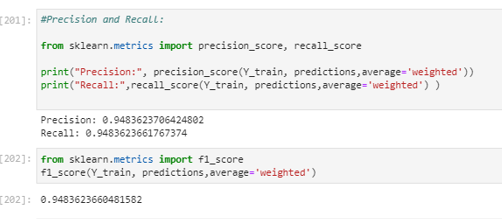 [201]: #Precision and Recall:
from sklearn.metrics import precision_score, recall_score
print("Precision:", precision_score(Y_train, predictions,average='weighted'))
print("Recall:",recall_score(Y_train, predictions,average='weighted') )
Precision: 0.9483623706424802
Recall: 0.9483623661767374
[202]: from sklearn.metrics import f1_score
f1_score(Y_train, predictions,average='weighted')
[202]: 0.9483623660481582